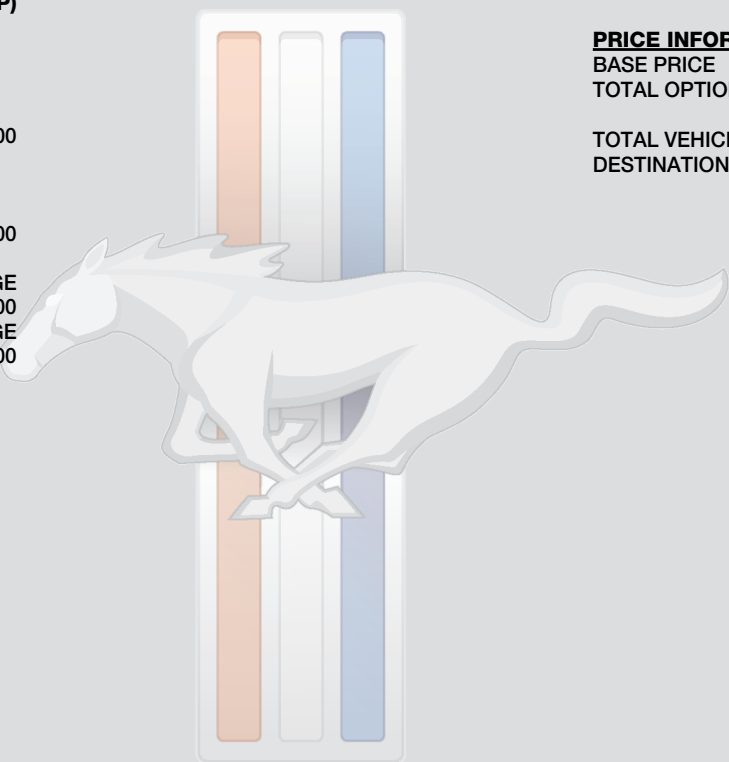 P)
00
00
GE
00
GE
00
PRICE INFOR
BASE PRICE
TOTAL OPTIO
TOTAL VEHIC
DESTINATION